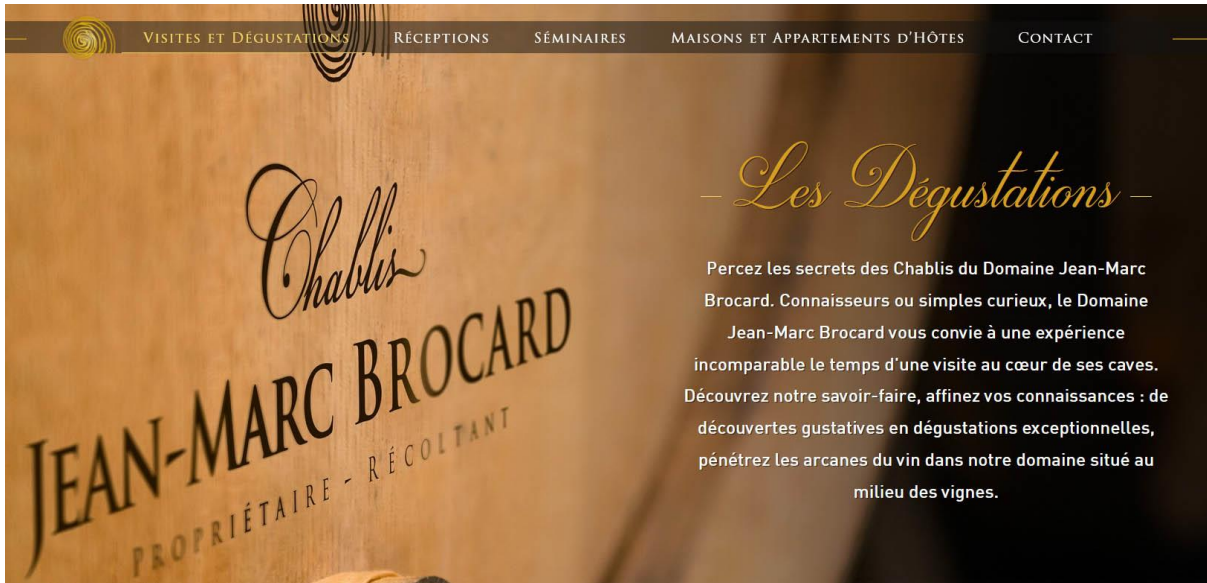 Visites et Dégustations Réceptions Séminaires Maisons et Appartements d'Hôtes Contact
Chablis
Jean-Marc Brocard
Propriétaire - Récoltant
Les Dégustations
Percez les secrets des Chablis du Domaine Jean-Marc
Brocard. Connaisseurs ou simples curieux, le Domaine
Jean-Marc Brocard vous convie à une expérience
incomparable le temps d'une visite au cœur de ses caves.
Découvrez notre savoir-faire, affinez vos connaissances : de
découvertes gustatives en dégustations exceptionnelles,
pénétrez les arcanes du vin dans notre domaine situé au
milieu des vignes.